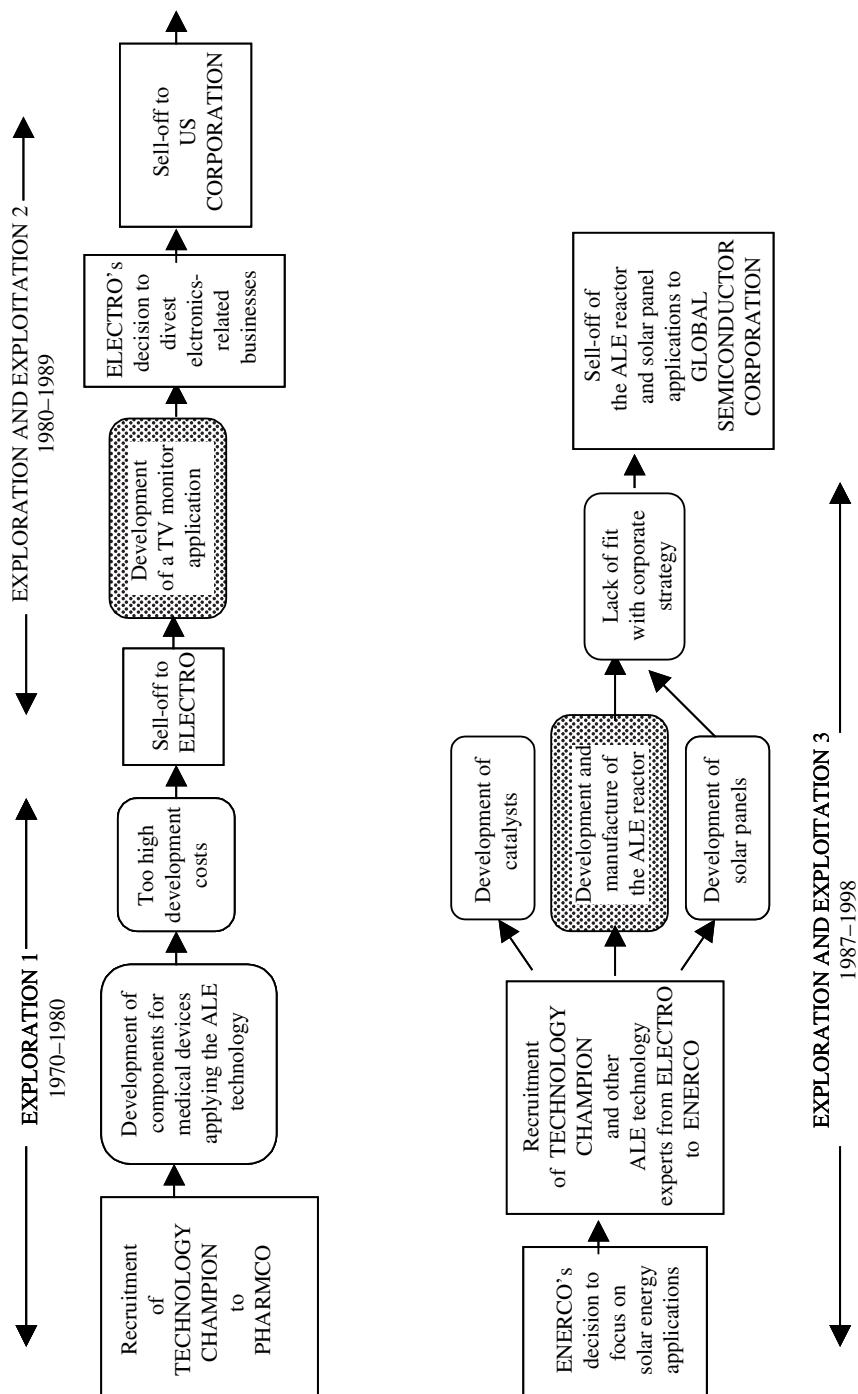 EXPLORATION 1
1970–1980
EXPLORATION AND EXPLOITATION 2
1980–1989
Recruitment
of
TECHNOLOGY
CHAMPION
to
PHARMCO
Development of
components for
medical devices
applying the ALE
technology
Too high
development
costs
Sell-off to
ELECTRO
Development
of a TV monitor
application
ELECTRO's
decision to
divest
elctronics-
related
businesses
Sell-off to
US
CORPORATION
ENERCO's
decision to
focus on
solar energy
applications
Recruitment
of TECHNOLOGY
CHAMPION
and other
ALE technology
experts from ELECTRO
to ENERCO
Development of
catalysts
Development and
manufacture of
the ALE reactor
Development of
solar panels
Lack of fit
with corporate
strategy
Sell-off of
the ALE reactor
and solar panel
applications to
GLOBAL
SEMICONDUCTOR
CORPORATION
EXPLORATION AND EXPLOITATION 3
1987–1998